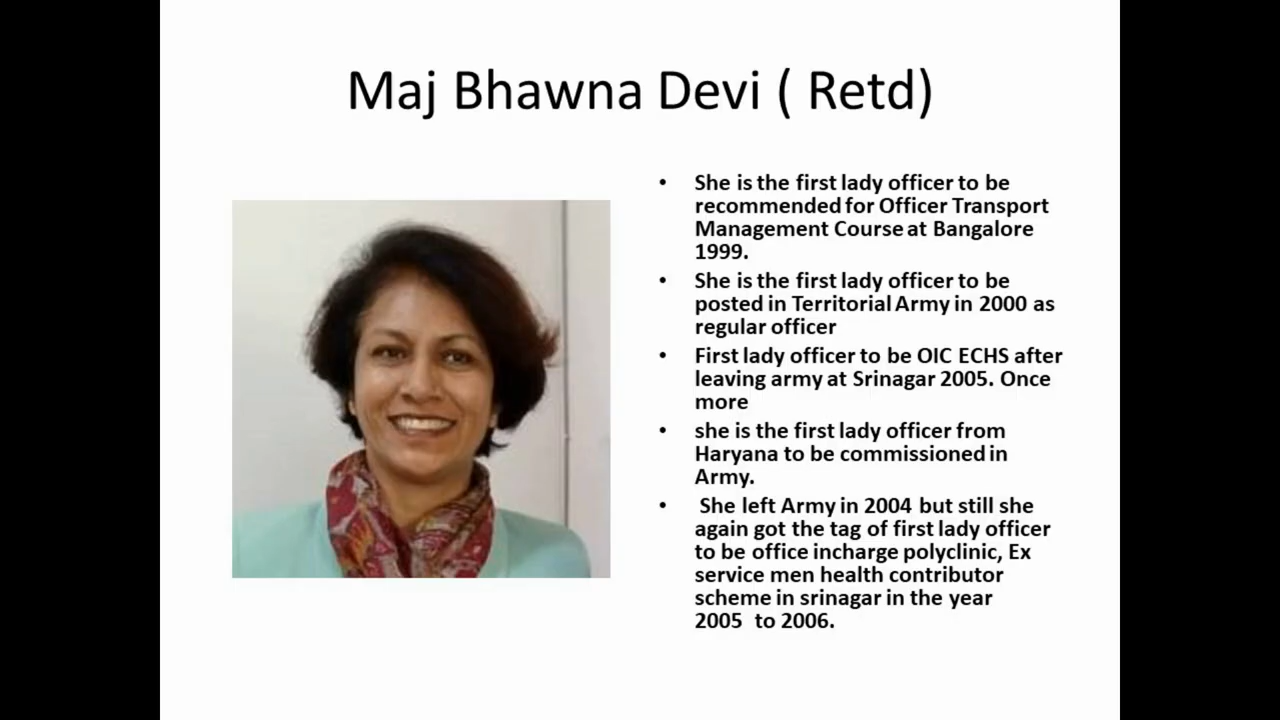 Maj Bhawna Devi ( Retd)
• She is the first lady officer to be
recommended for Officer Transport
Management Course at Bangalore
1999.
• She is the first lady officer to be
posted in Territorial Army in 2000 as
regular officer
• First lady officer to be OIC ECHS after
leaving army at Srinagar 2005. Once
more
• she is the first lady officer from
Haryana to be commissioned in
Army.
• She left Army in 2004 but still she
again got the tag of first lady officer
to be office incharge polyclinic, Ex
service men health contributor
scheme in srinagar in the year
2005 to 2006.